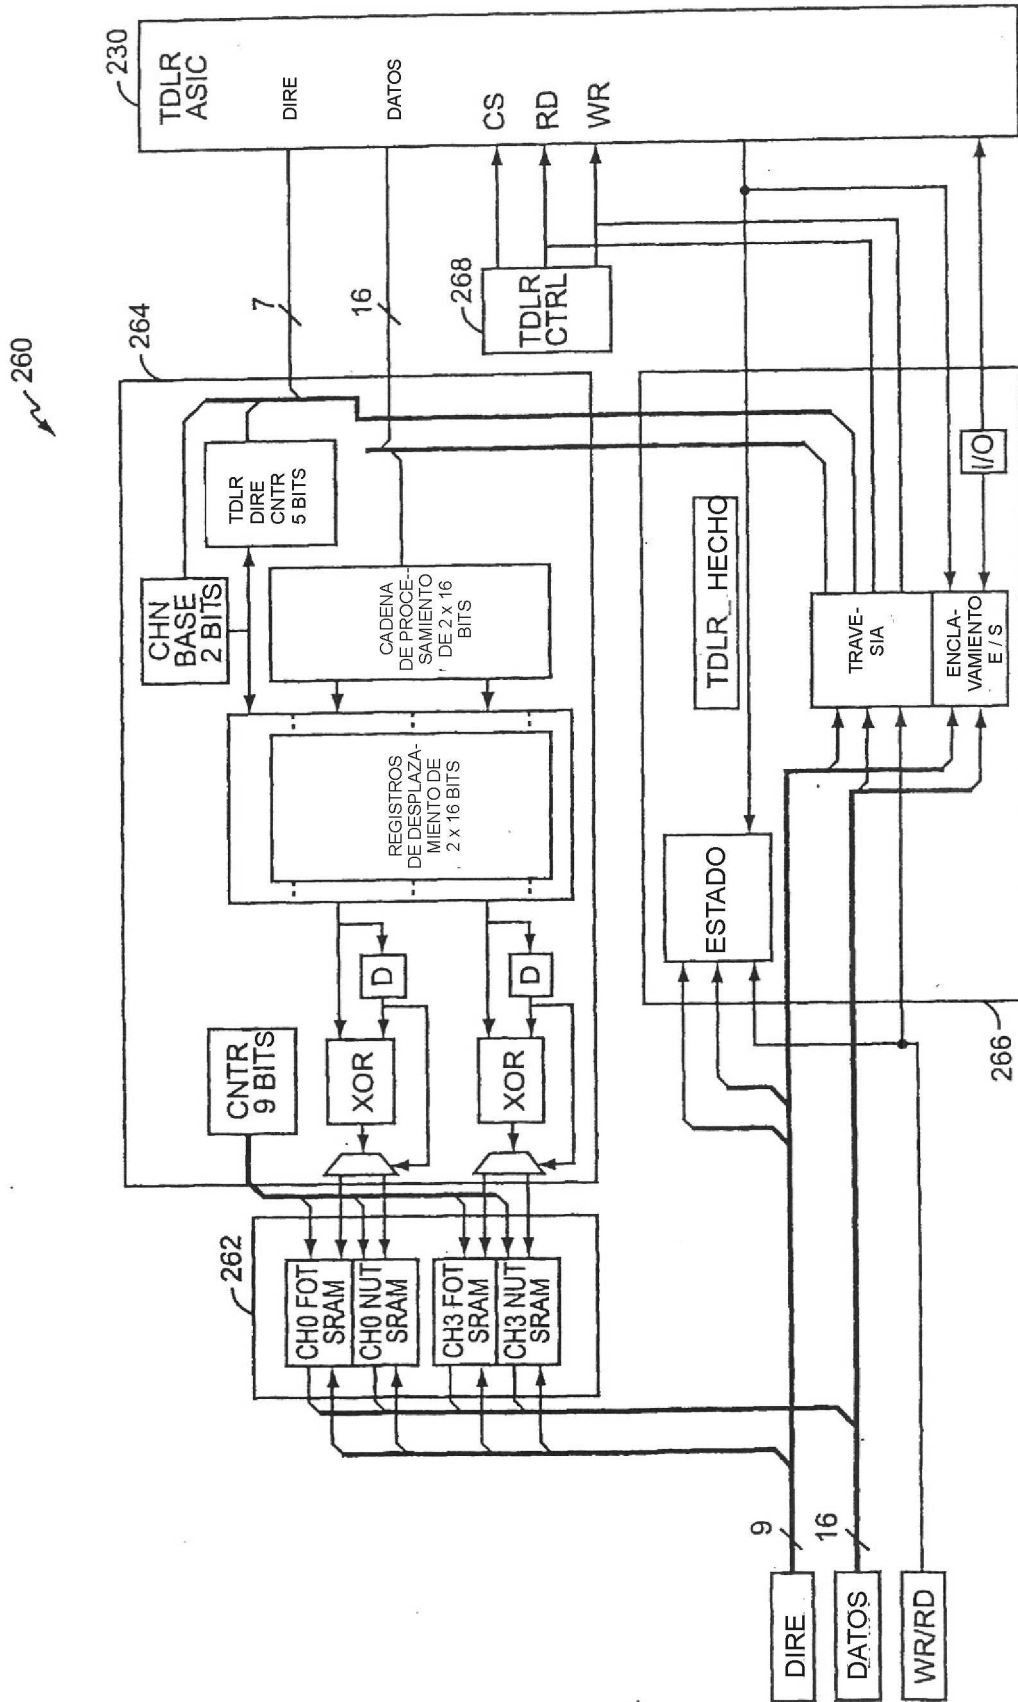 260
230
TDLR
ASIC
DIRE
DATOS
CS
RD
WR
7
16
264
268
TDLR
CTRL
CHN
BASE
2 BITS
TDLR
DIRE
CNTR
5 BITS
CADENA
DE PROCE-
SAMIENTO
DE 2 x 16
BITS
REGISTROS
DE DESPLAZA-
MIENTO DE
2 x 16 BITS
CNTR
9 BITS
D
D
XOR
XOR
262
CH0 FOT
SRAM
CH0 NUT
SRAM
CH3 FOT
SRAM
CH3 NUT
SRAM
TDLR_HECHO
ESTADO
TRAVE-
SIA
ENCLA-
VAMIENTO
E / S
I/O
266
9
16
DIRE
DATOS
WR/RD